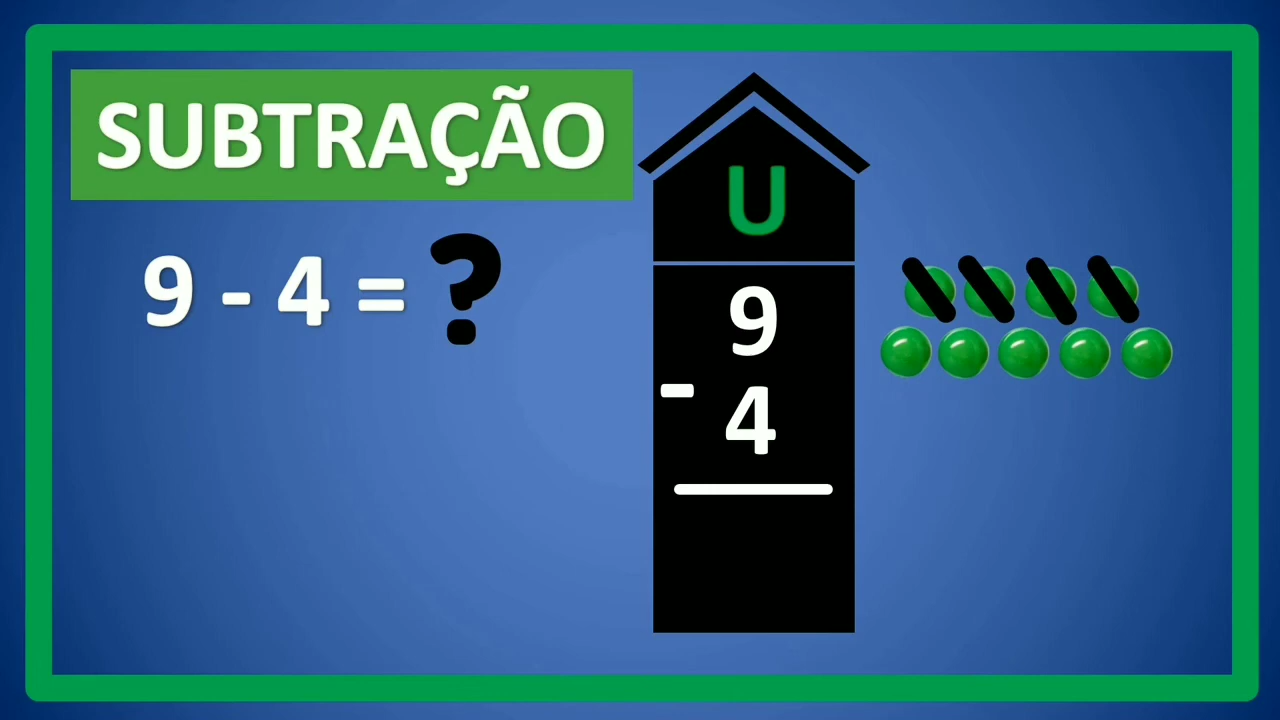 SUBTRAÇÃO
9 - 4 = ?
U
9
- 4